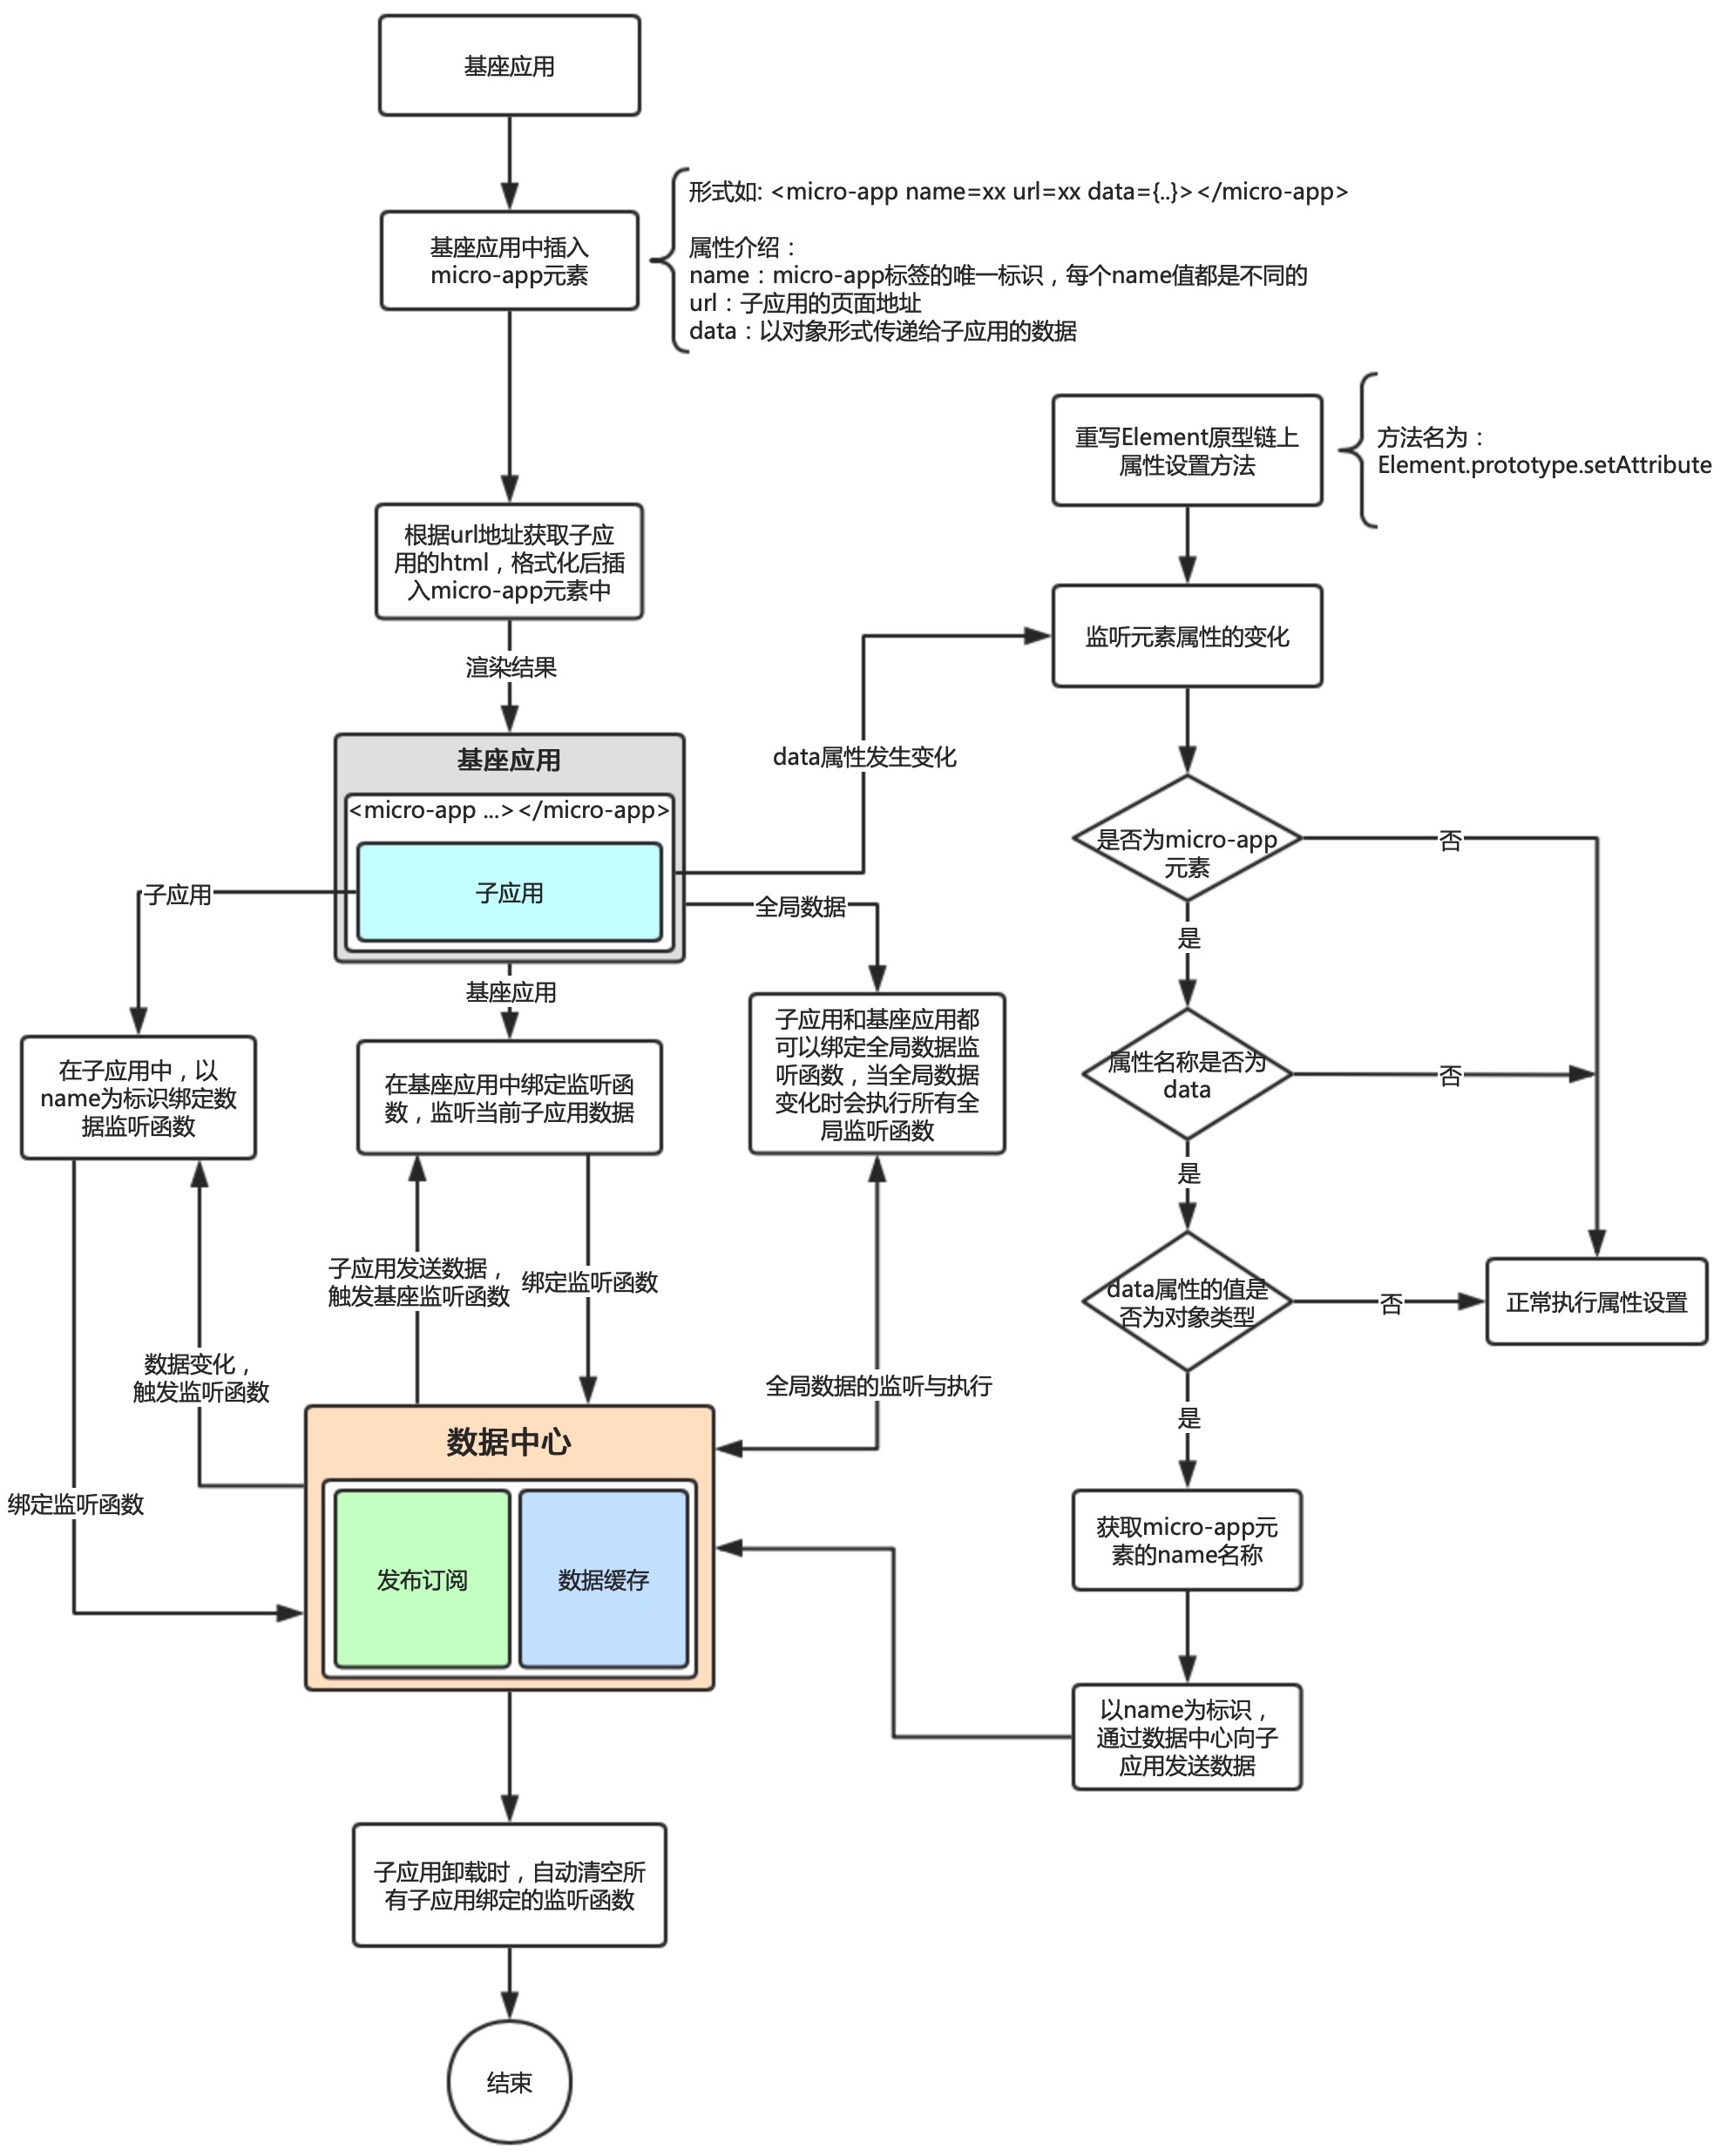 基座应用
基座应用中插入
micro-app元素
形式如: <micro-app name=xx url=xx data={..}></micro-app>
属性介绍：
name：micro-app标签的唯一标识，每个name值都是不同的
url：子应用的页面地址
data：以对象形式传递给子应用的数据
重写Element原型链上
属性设置方法
方法名为：
Element.prototype.setAttribute
根据url地址获取子应
用的html，格式化后插
入micro-app元素中
监听元素属性的变化
渲染结果
基座应用
<micro-app ...></micro-app>
子应用
data属性发生变化
是否为micro-app
元素
否
子应用
全局数据
是
基座应用
在子应用中，以
name为标识绑定数
据监听函数
在基座应用中绑定监听函
数，监听当前子应用数据
子应用和基座应用都
可以绑定全局数据监
听函数，当全局数据
变化时会执行所有全
局监听函数
属性名称是否为
data
否
是
子应用发送数据，
触发基座监听函数
绑定监听函数
data属性的值是
否为对象类型
否
正常执行属性设置
数据变化，
触发监听函数
全局数据的监听与执行
是
数据中心
发布订阅
数据缓存
绑定监听函数
获取micro-app元
素的name名称
以name为标识，
通过数据中心向子
应用发送数据
子应用卸载时，自动清空所
有子应用绑定的监听函数
结束